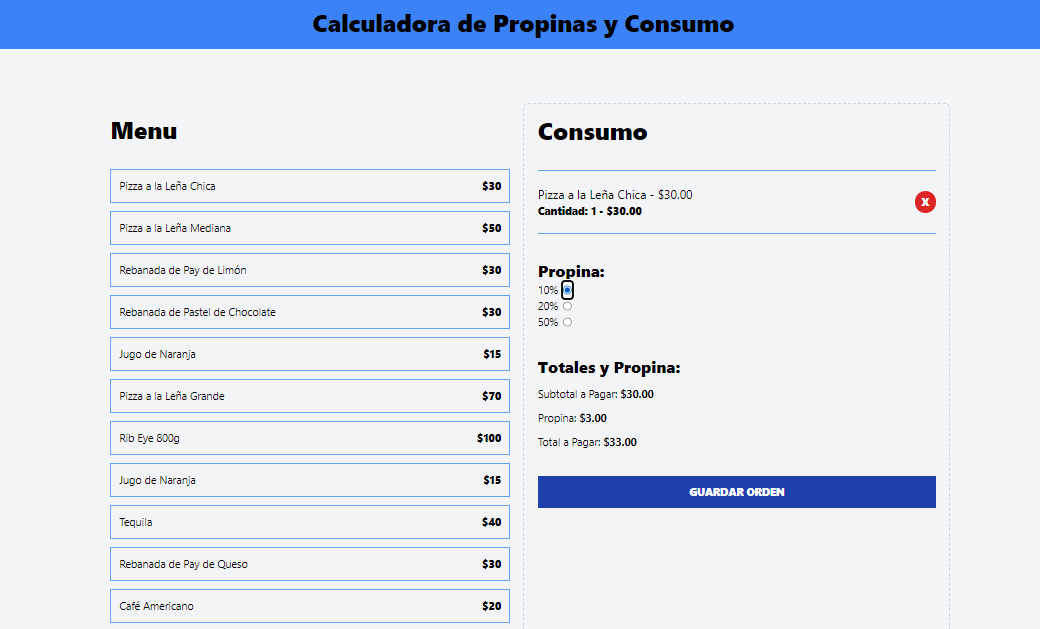 Calculadora de Propinas y Consumo
Menu
Pizza a la Leña Chica $30
Pizza a la Leña Mediana $50
Rebanada de Pay de Limón $30
Rebanada de Pastel de Chocolate $30
Jugo de Naranja $15
Pizza a la Leña Grande $70
Rib Eye 800g $100
Jugo de Naranja $15
Tequila $40
Rebanada de Pay de Queso $30
Café Americano $20
Consumo
Pizza a la Leña Chica - $30.00
Cantidad: 1 - $30.00
X
Propina:
10%
20%
50%
Totales y Propina:
Subtotal a Pagar: $30.00
Propina: $3.00
Total a Pagar: $33.00
GUARDAR ORDEN